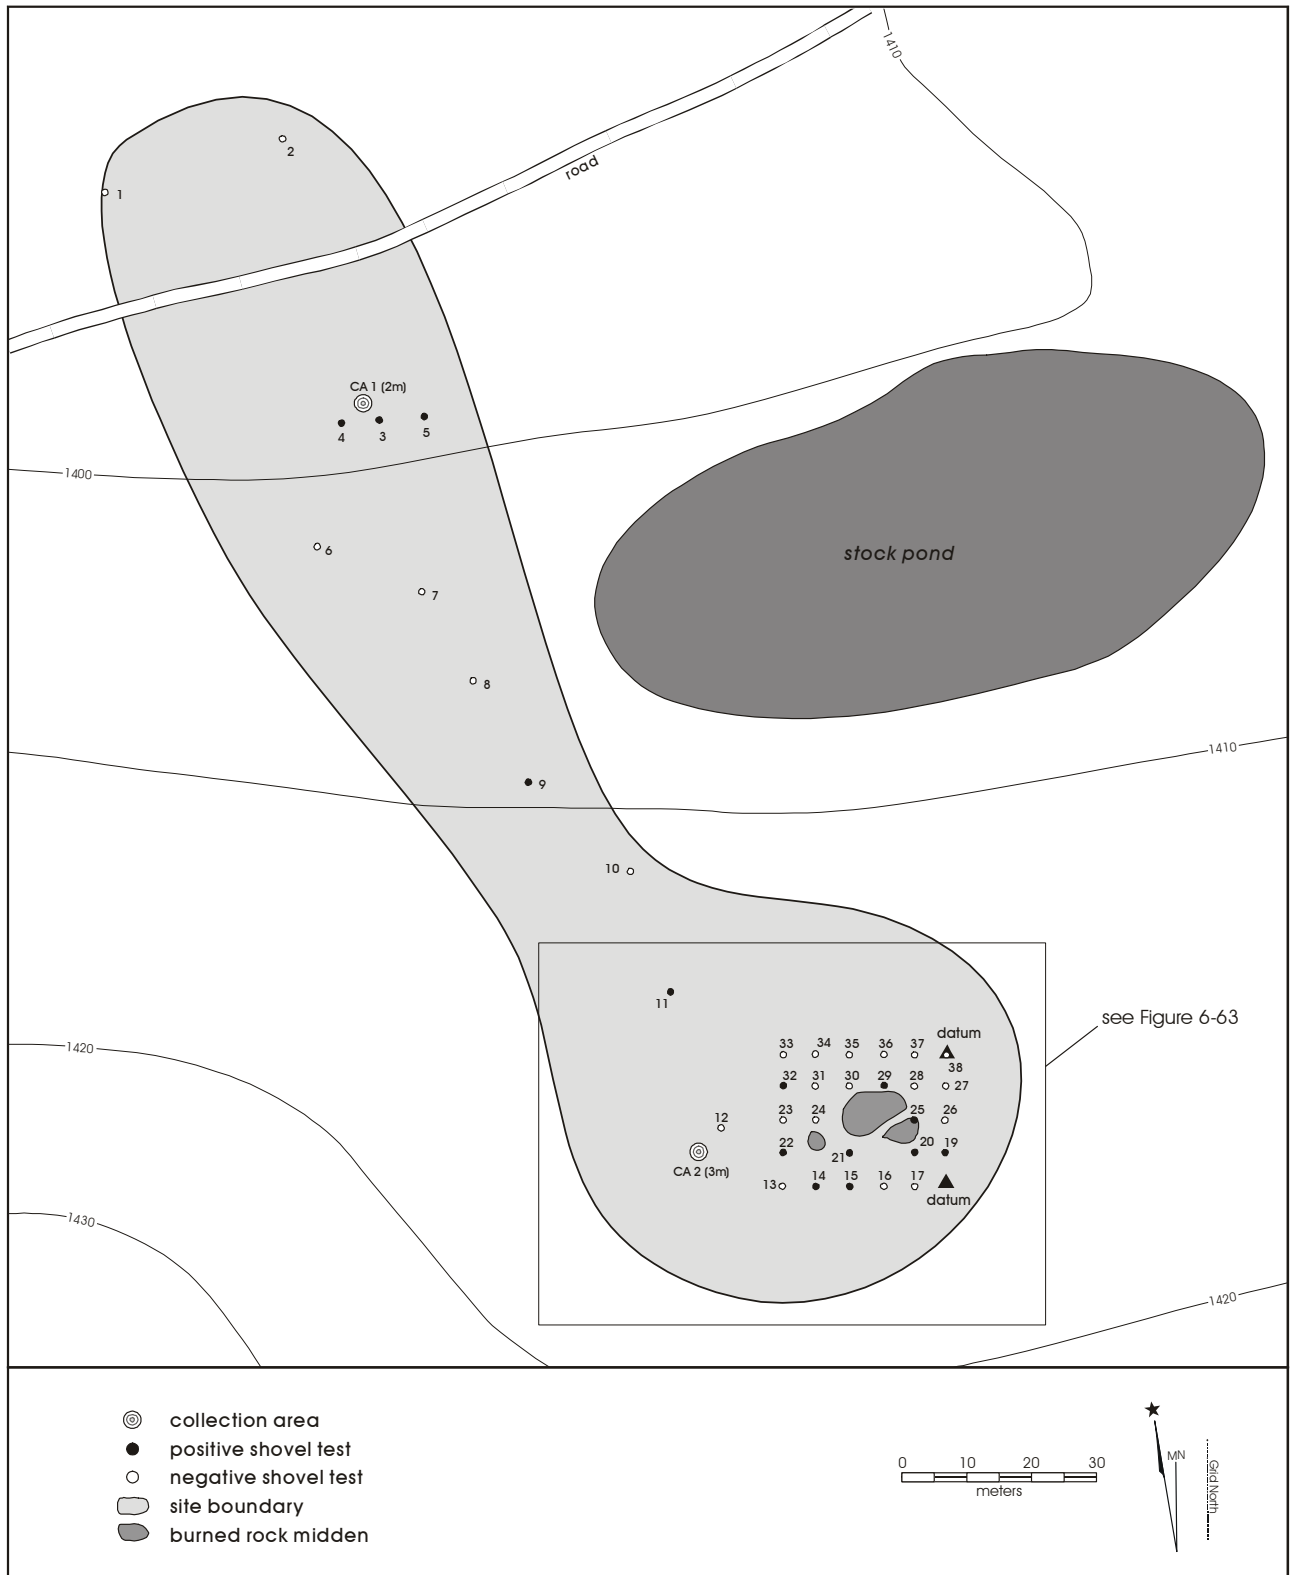 1410
2
1
road
CA 1 (2m)
4 3 5
1400
6
stock pond
7
8
1410
9
10
11
see Figure 6-63
datum
33 34 35 36 37
1420
38
32 31 30 29 28 27
23 24 25 26
12
22 21 20 19
CA 2 (3m)
13 14 15 16 17
datum
1430
1420
collection area
positive shovel test
negative shovel test
site boundary
burned rock midden
0 10 20 30
meters
MN
Grid North